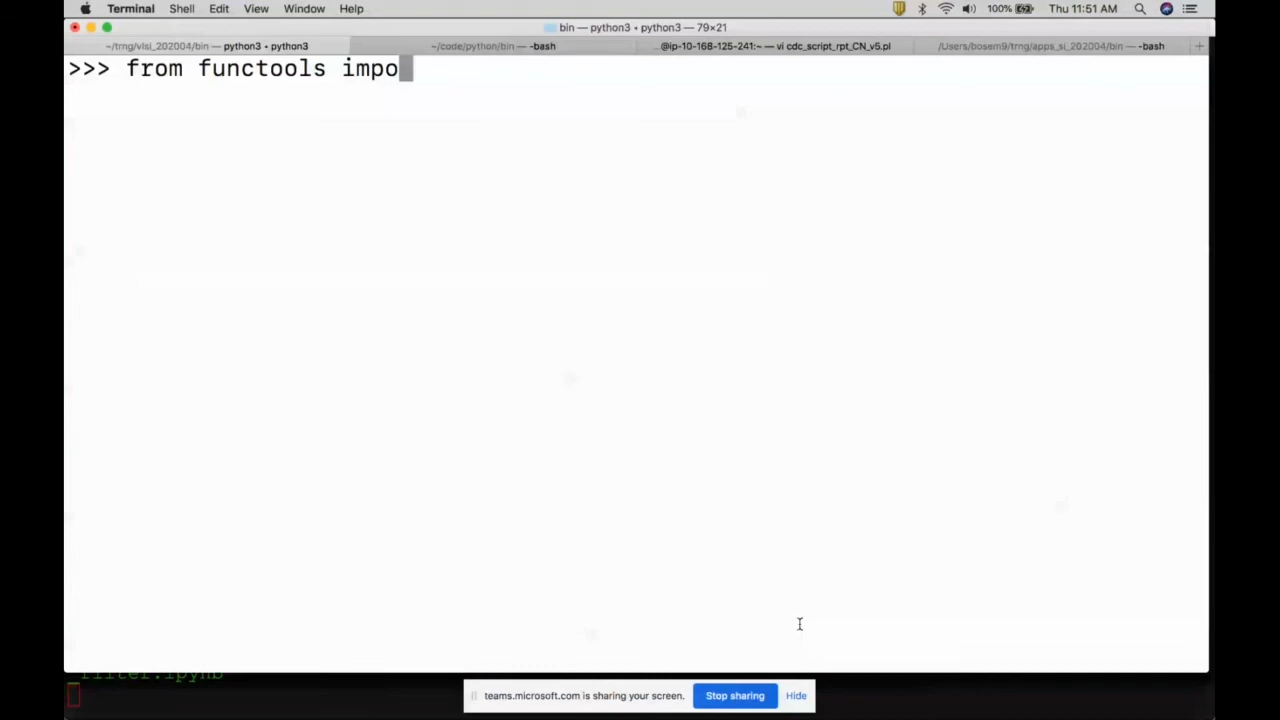 Terminal Shell Edit View Window Help 100% Thu 11:51 AM
bin — python3 • python3 — 79×21
~/trng/vlsi_202004/bin — python3 • python3 ~/code/python/bin — -bash ...@ip-10-168-125-241:~ — vi cdc_script_rpt_CN_v5.pl /Users/bosem9/trng/apps_si_202004/bin — -bash +
>>> from functools impo
filter.ipynb
teams.microsoft.com is sharing your screen. Stop sharing Hide